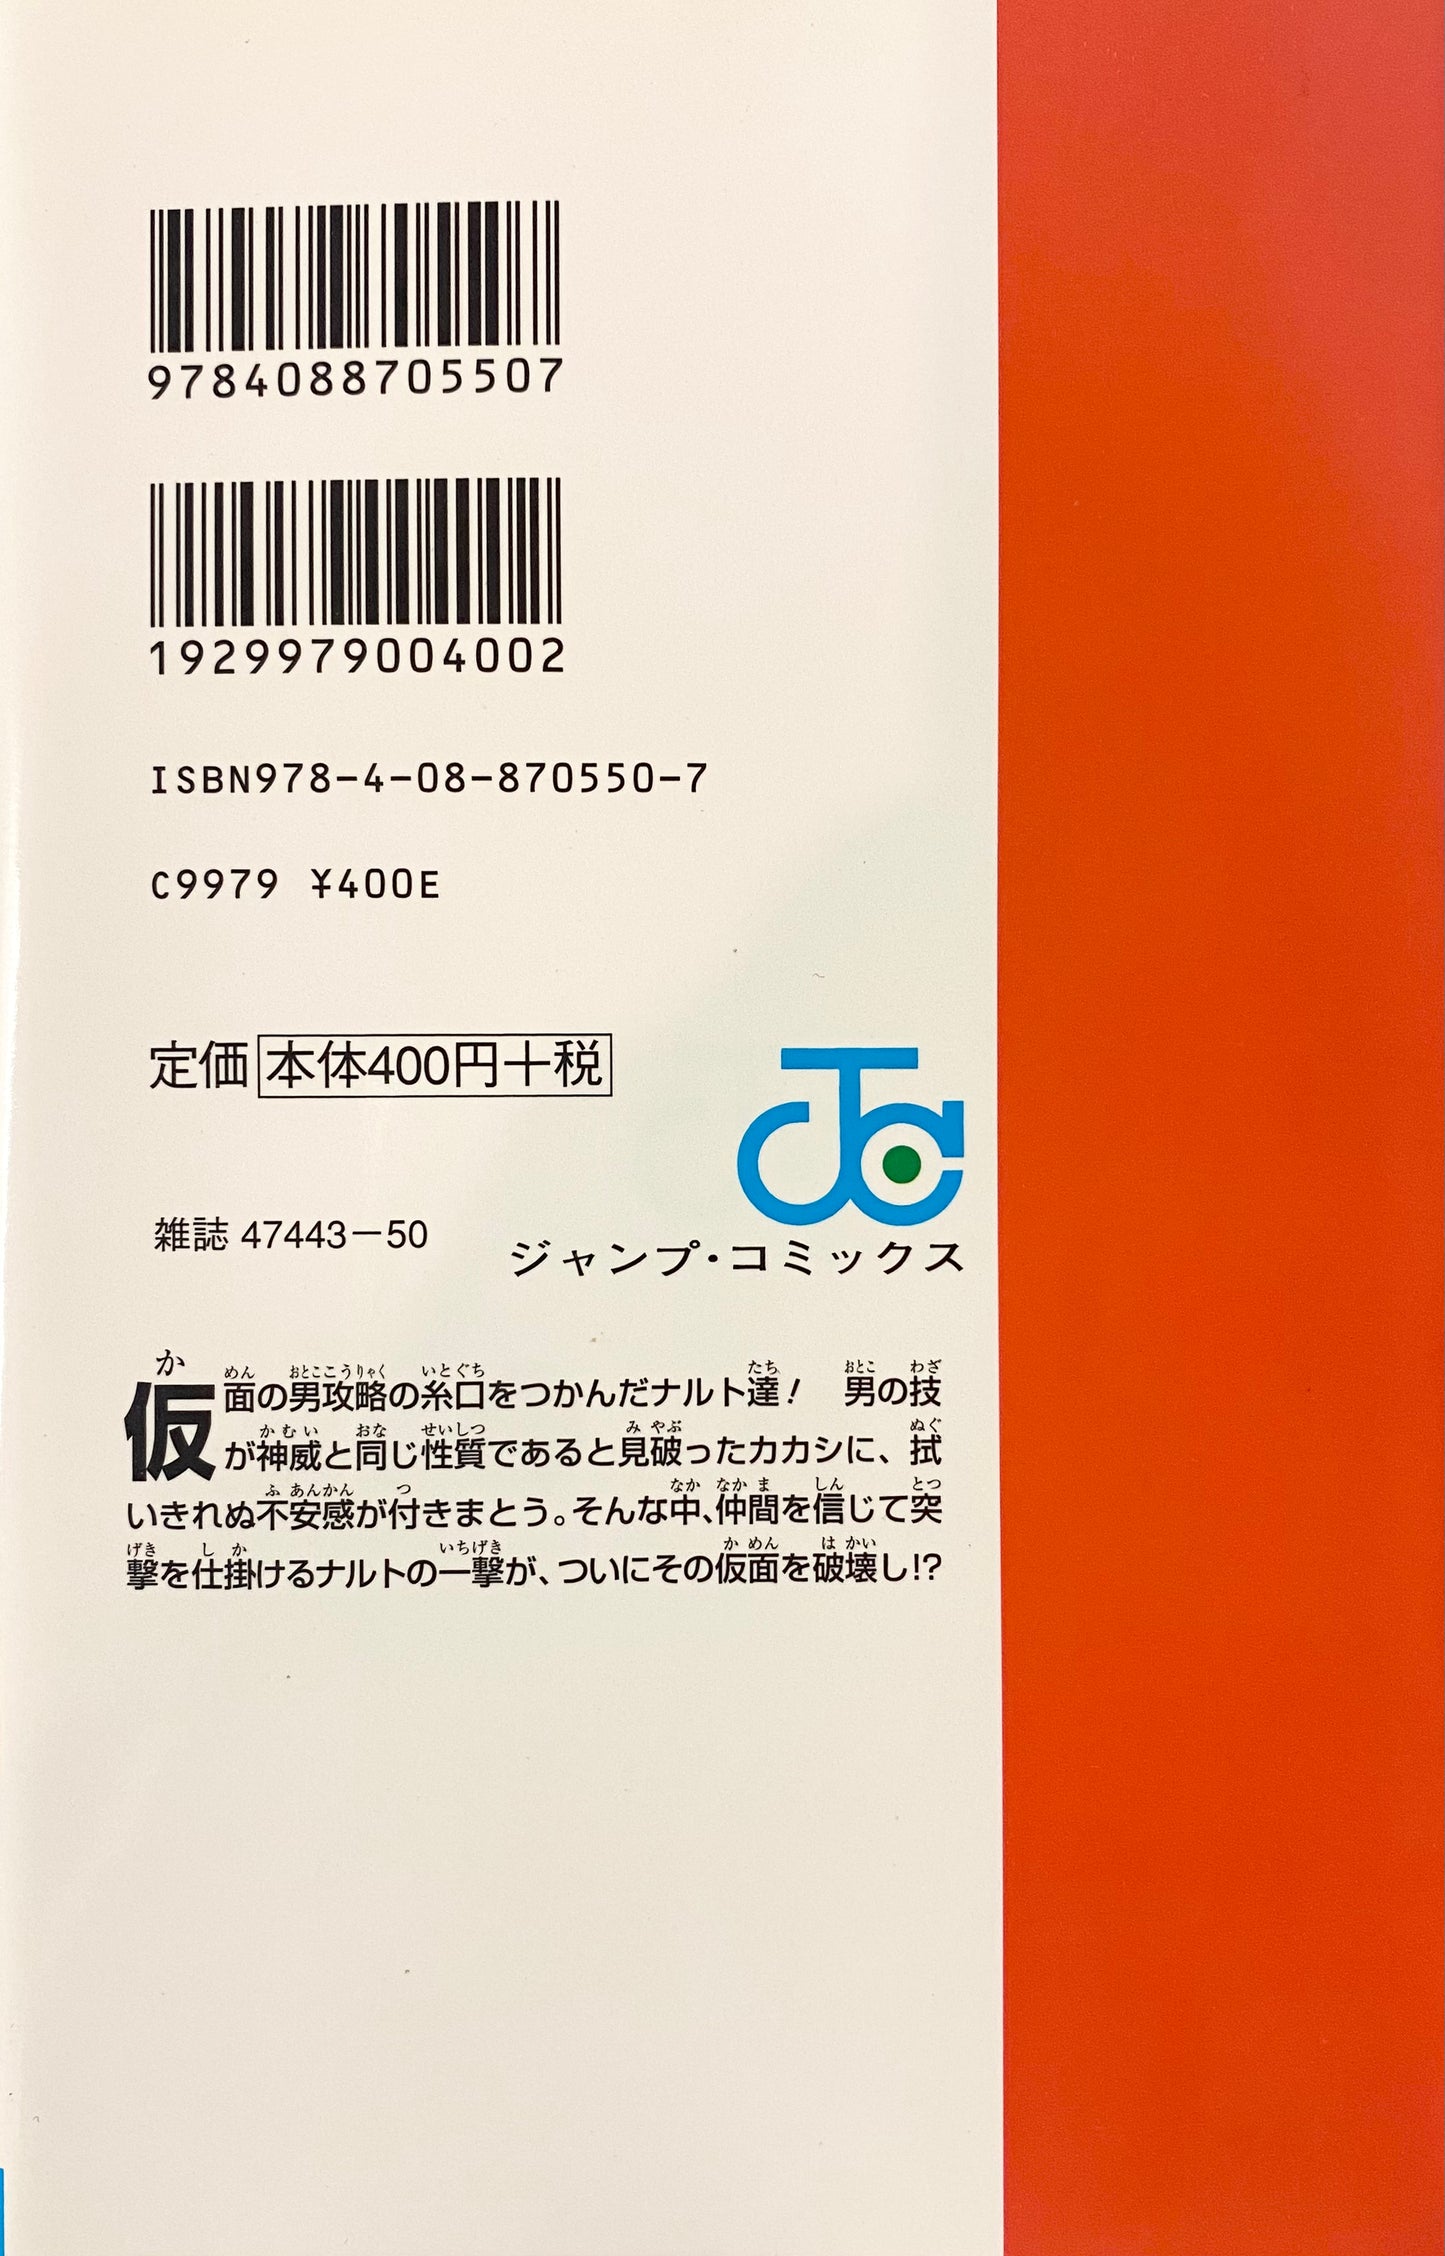 9784088705507
1929979004002
ISBN978-4-08-870550-7
C9979 ¥400E
定価 本体400円+税
JC
雑誌 47443-50
ジャンプ・コミックス
仮面の男攻略の糸口をつかんだナルト達! 男の技
が神威と同じ性質であると見破ったカカシに、拭
いきれぬ不安感が付きまとう。そんな中、仲間を信じて突
撃を仕掛けるナルトの一撃が、ついにその仮面を破壊し!?